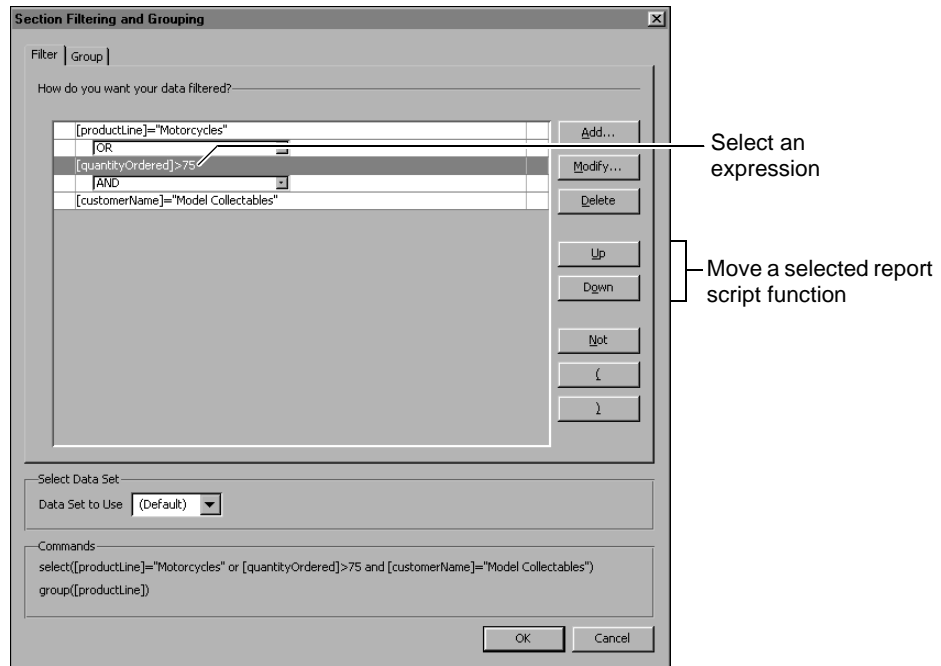 Section Filtering and Grouping
Filter
Group
How do you want your data filtered?
[productLine]="Motorcycles"
OR
[quantityOrdered]>75
AND
[customerName]="Model Collectables"
Add...
Modify...
Delete
Up
Down
Not
(
)
Select an
expression
Move a selected report
script function
Select Data Set
Data Set to Use (Default)
Commands
select([productLine]="Motorcycles" or [quantityOrdered]>75 and [customerName]="Model Collectables")
group([productLine])
OK Cancel